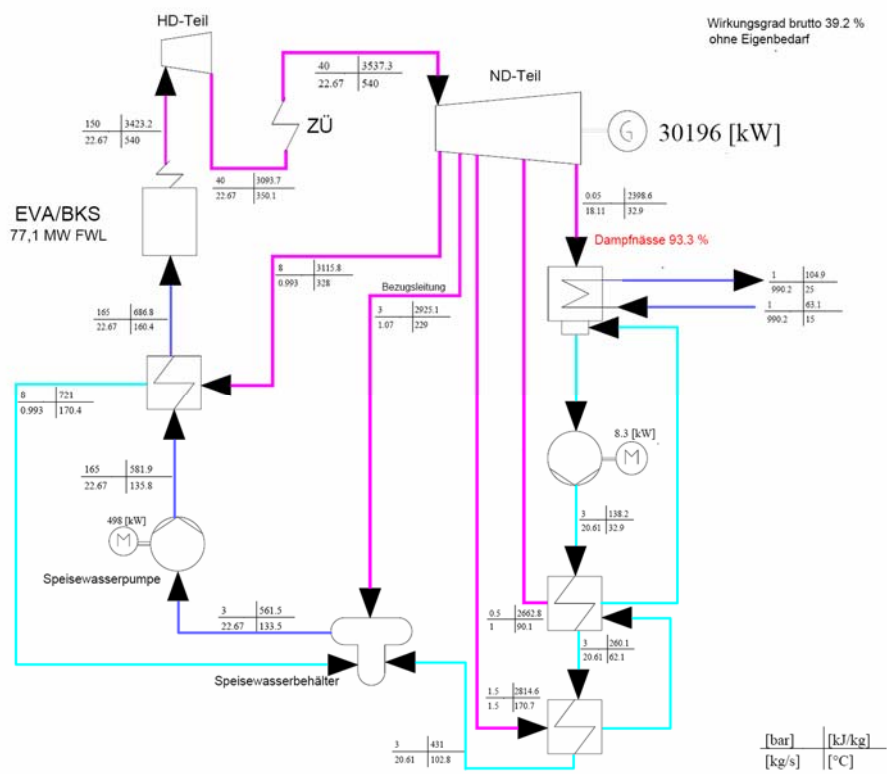 HD-Teil
Wirkungsgrad brutto 39.2 %
ohne Eigenbedarf
40 3537.3
22.67 540
ND-Teil
ZÜ
G
30196 [kW]
150 3423.2
22.67 540
40 3093.7
22.67 350.1
0.05 2398.6
18.11 32.9
EVA/BKS
77,1 MW FWL
Dampfnässe 93.3 %
8 3115.8
0.993 328
Bezugsleitung
3 2925.1
1.07 229
1 104.9
990.2 25
1 63.1
990.2 15
165 686.8
22.67 160.4
8 721
0.993 170.4
8.3 [kW]
M
165 581.9
22.67 135.8
3 138.2
20.61 32.9
498 [kW]
M
Speisewasserpumpe
3 561.5
22.67 133.5
0.5 2662.8
1 90.1
3 260.1
20.61 62.1
Speisewasserbehälter
1.5 2814.6
1.5 170.7
3 431
20.61 102.8
[bar] [kJ/kg]
[kg/s] [°C]